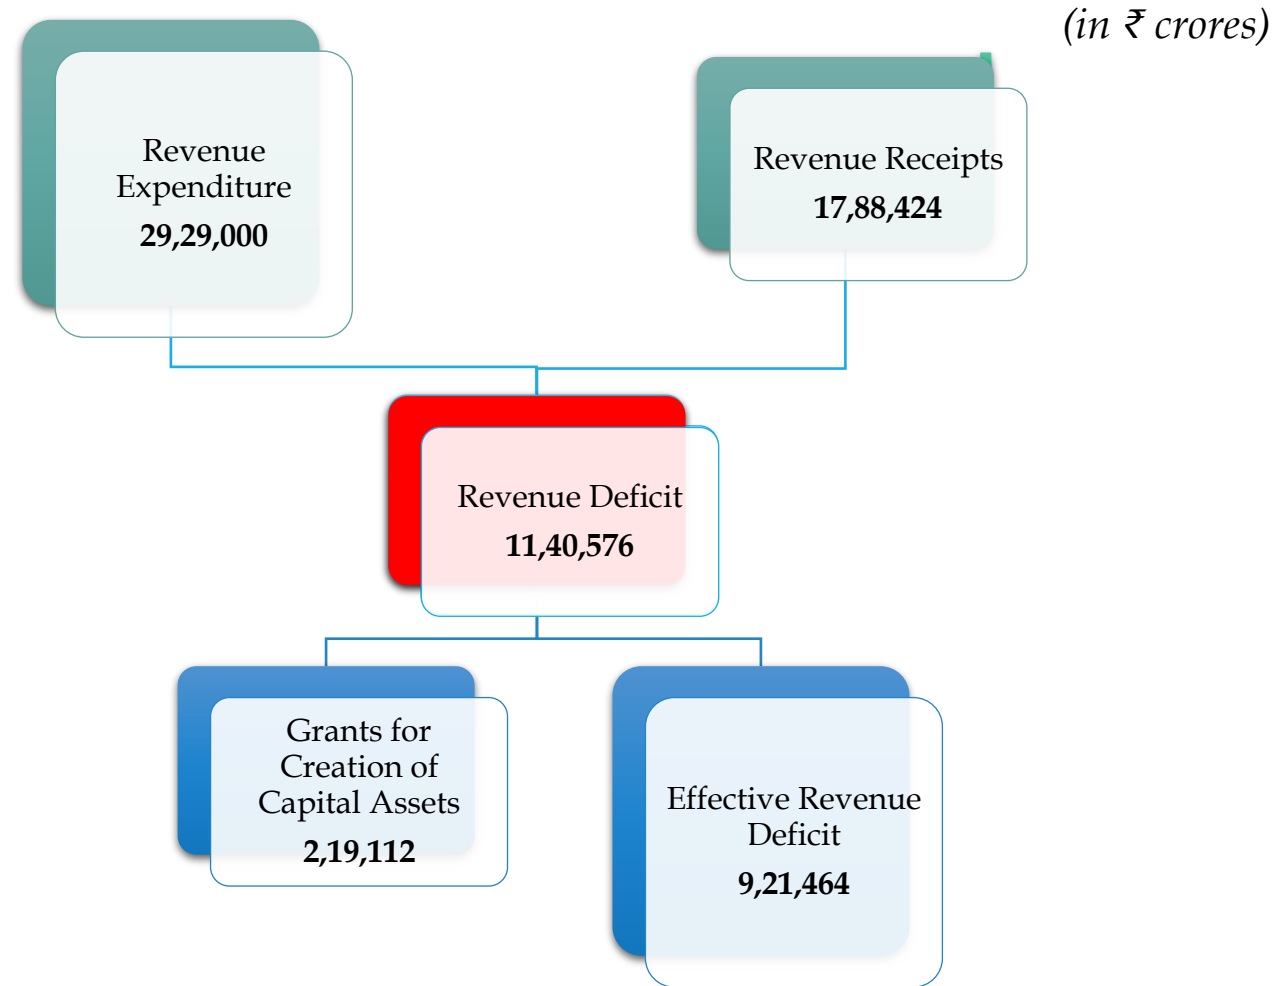 (in ₹ crores)
Revenue
Expenditure
29,29,000
Revenue Receipts
17,88,424
Revenue Deficit
11,40,576
Grants for
Creation of
Capital Assets
2,19,112
Effective Revenue
Deficit
9,21,464